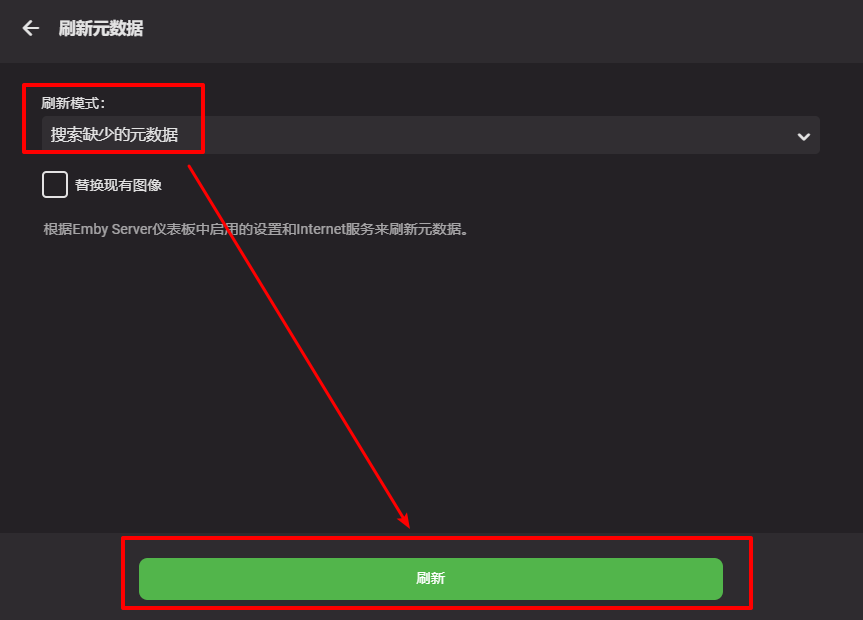 刷新元数据
刷新模式：
搜索缺少的元数据
替换现有图像
根据Emby Server仪表板中启用的设置和Internet服务来刷新元数据。
刷新